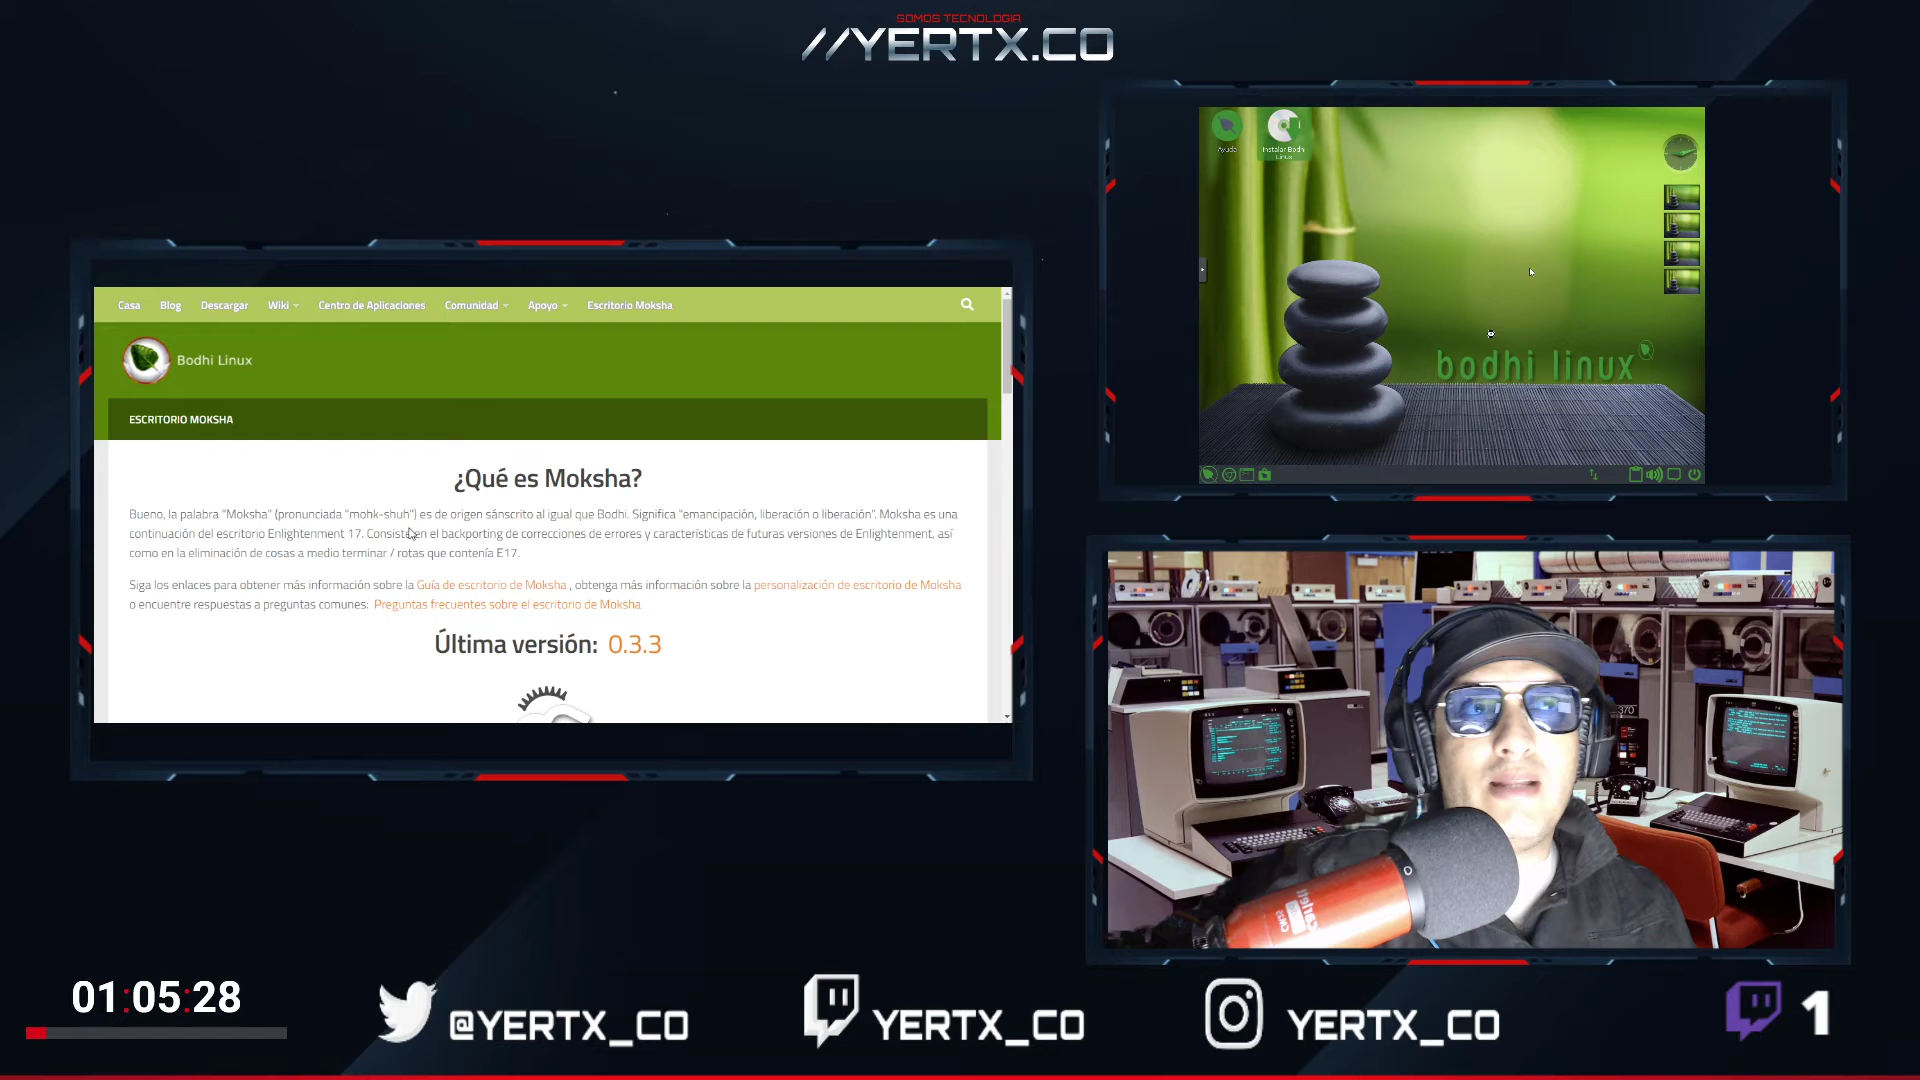 SOMOS TECNOLOGIA
//YERTX.CO
Casa Blog Descargar Wiki Centro de Aplicaciones Comunidad Apoyo Escritorio Moksha
Bodhi Linux
ESCRITORIO MOKSHA
¿Qué es Moksha?
Bueno, la palabra "Moksha" (pronunciada "mohk-shuh") es de origen sánscrito al igual que Bodhi. Significa "emancipación, liberación o liberación". Moksha es una
continuación del escritorio Enlightenment 17. Consiste en el backporting de correcciones de errores y características de futuras versiones de Enlightenment, así
como en la eliminación de cosas a medio terminar / rotas que contenía E17.
Siga los enlaces para obtener más información sobre la Guía de escritorio de Moksha , obtenga más información sobre la personalización de escritorio de Moksha
o encuentre respuestas a preguntas comunes: Preguntas frecuentes sobre el escritorio de Moksha
Última versión: 0.3.3
Ayuda
Instalar Bodhi
Linux
bodhi linux
370
01:05:28
@YERTX_CO
YERTX_CO
YERTX_CO
1